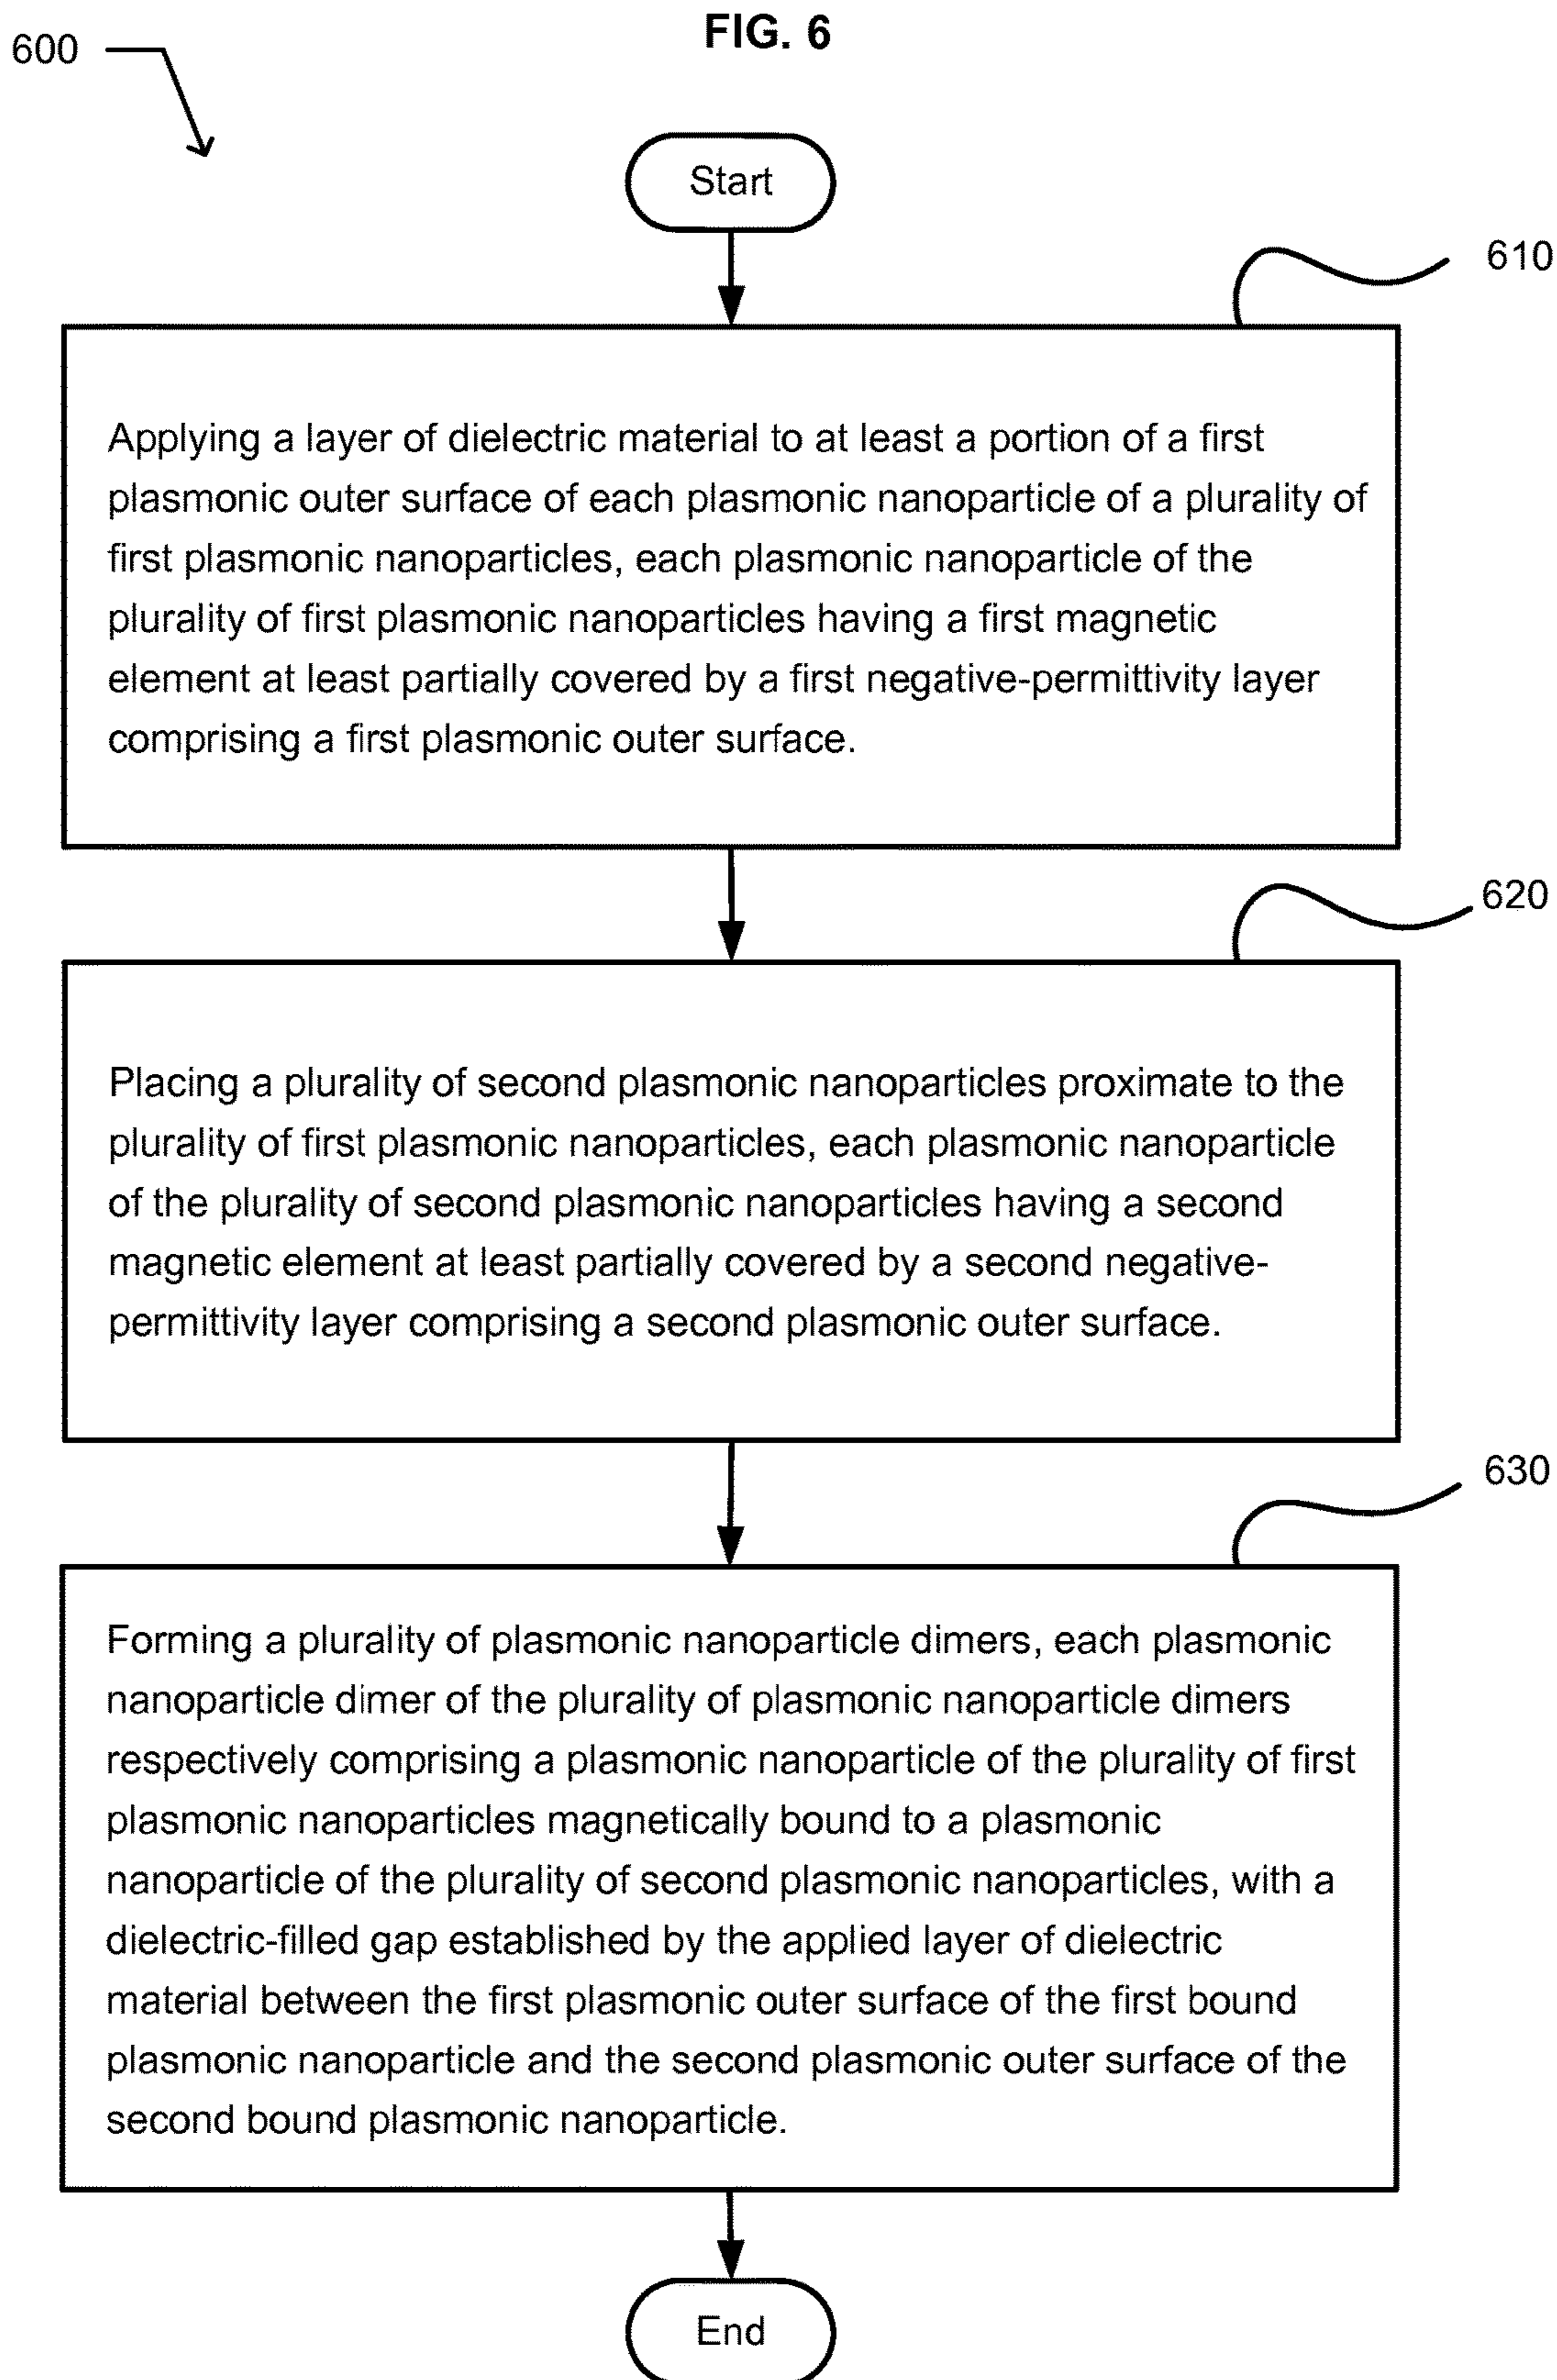 FIG. 6
600
Start
610
Applying a layer of dielectric material to at least a portion of a first
plasmonic outer surface of each plasmonic nanoparticle of a plurality of
first plasmonic nanoparticles, each plasmonic nanoparticle of the
plurality of first plasmonic nanoparticles having a first magnetic
element at least partially covered by a first negative-permittivity layer
comprising a first plasmonic outer surface.
620
Placing a plurality of second plasmonic nanoparticles proximate to the
plurality of first plasmonic nanoparticles, each plasmonic nanoparticle
of the plurality of second plasmonic nanoparticles having a second
magnetic element at least partially covered by a second negative-
permittivity layer comprising a second plasmonic outer surface.
630
Forming a plurality of plasmonic nanoparticle dimers, each plasmonic
nanoparticle dimer of the plurality of plasmonic nanoparticle dimers
respectively comprising a plasmonic nanoparticle of the plurality of first
plasmonic nanoparticles magnetically bound to a plasmonic
nanoparticle of the plurality of second plasmonic nanoparticles, with a
dielectric-filled gap established by the applied layer of dielectric
material between the first plasmonic outer surface of the first bound
plasmonic nanoparticle and the second plasmonic outer surface of the
second bound plasmonic nanoparticle.
End